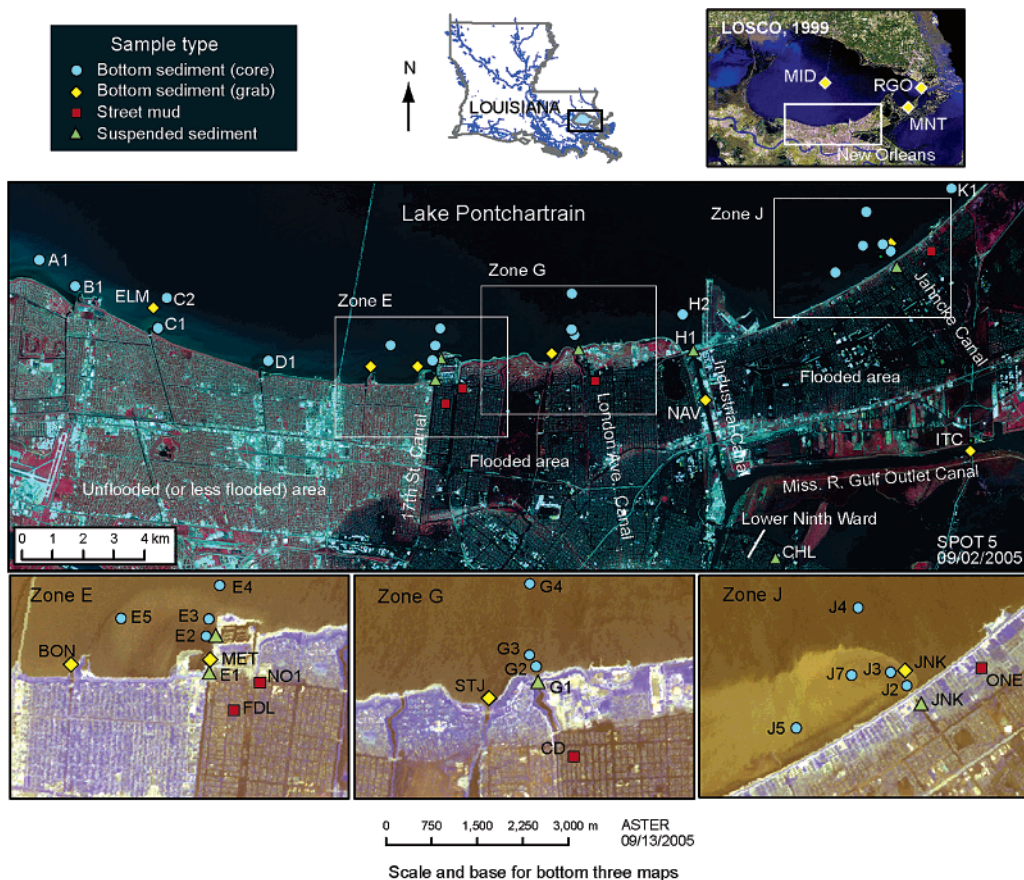 Sample type
Bottom sediment (core)
Bottom sediment (grab)
Street mud
Suspended sediment
N
LOUISIANA
LOSCO, 1999
MID
RGO
MNT
New Orleans
Lake Pontchartrain
K1
Zone J
A1
B1
ELM
C2
C1
Zone G
Zone E
H2
H1
D1
Jahncke Canal
Industrial Canal
Flooded area
NAV
17th St. Canal
London Ave. Canal
ITC
Flooded area
Unflooded (or less flooded) area
Miss. R. Gulf Outlet Canal
Lower Ninth Ward
CHL
0 1 2 3 4 km
SPOT 5
09/02/2005
Zone E
E4
E5
E3
E2
BON
MET
E1
NO1
FDL
Zone G
G4
G3
G2
STJ
G1
CD
Zone J
J4
J7
J3
JNK
J2
ONE
JNK
J5
0 750 1,500 2,250 3,000 m
ASTER
09/13/2005
Scale and base for bottom three maps